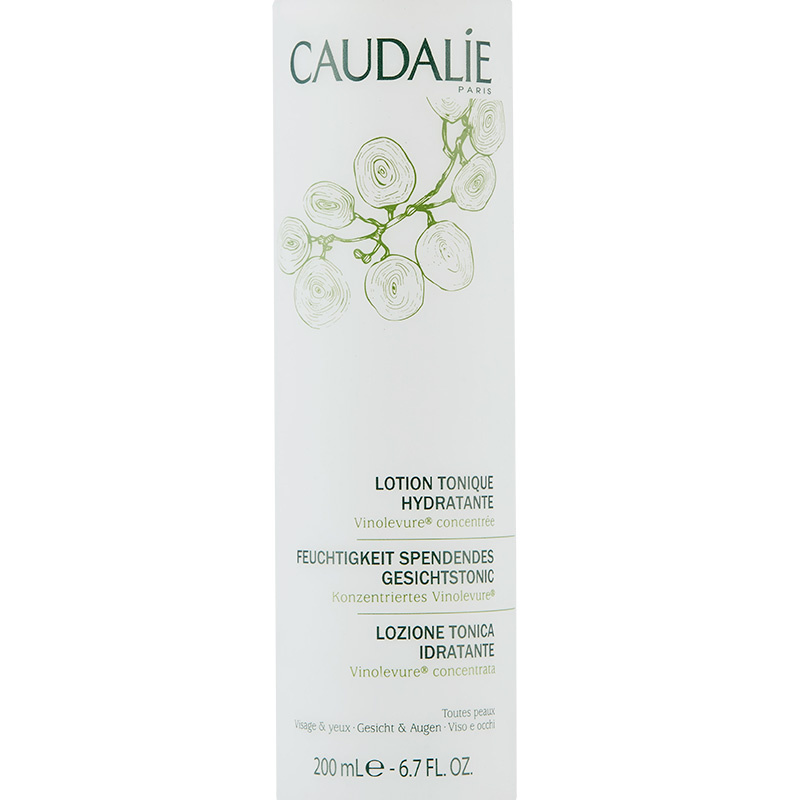 CAUDALÍE
PARIS
LOTION TONIQUE
HYDRATANTE
Vinolevure® concentrée
FEUCHTIGKEIT SPENDENDES
GESICHTSTONIC
Konzentriertes Vinolevure®
LOZIONE TONICA
IDRATANTE
Vinolevure® concentrata
Toutes peaux
Visage & yeux · Gesicht & Augen · Viso e occhi
200 mL℮ - 6.7 FL. OZ.